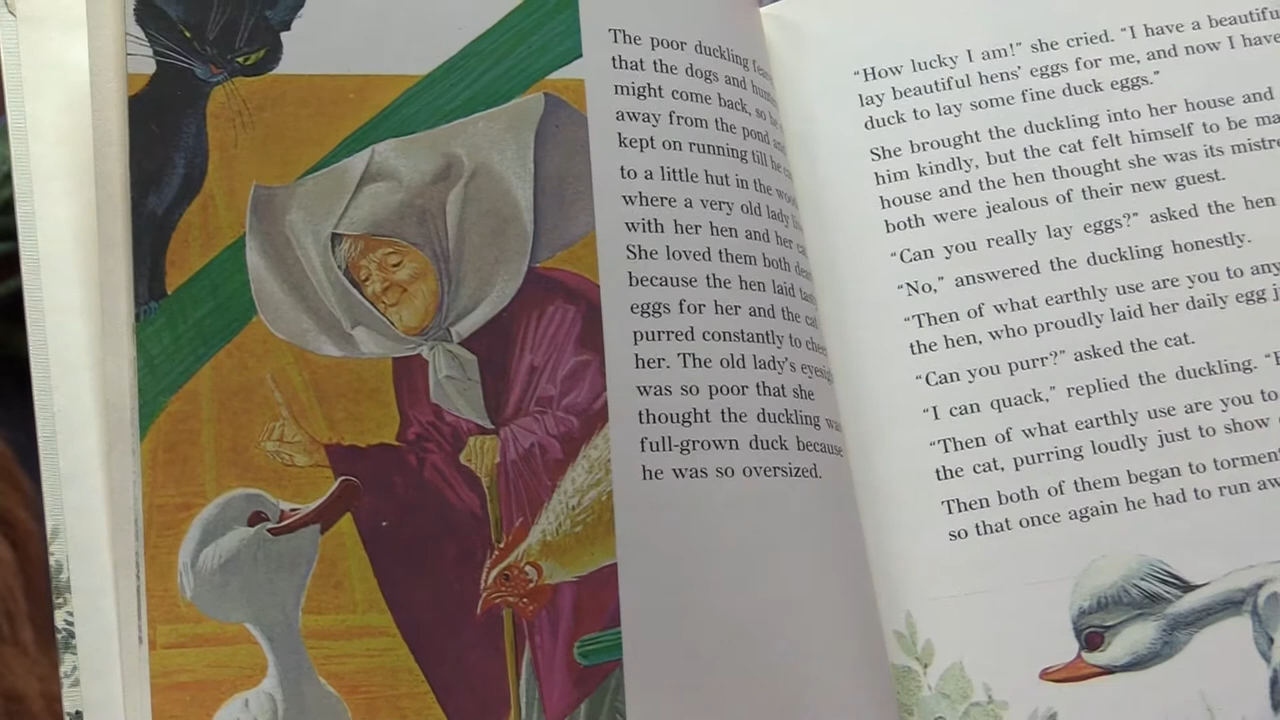 The poor duckling
that the dogs and
might come back, so
away from the pond
kept on running till he
to a little hut in the
where a very old lady
with her hen and her
She loved them both
because the hen laid
eggs for her and the cat
purred constantly to
her. The old lady's
was so poor that she
thought the duckling
full-grown duck because
he was so oversized.
"How lucky I am!" she cried. "I have a
lay beautiful hens' eggs for me, and now I have
duck to lay some fine duck eggs."
She brought the duckling into her house and
him kindly, but the cat felt himself to be
house and the hen thought she was its
both were jealous of their new guest.
"Can you really lay eggs?" asked the hen
"No," answered the duckling honestly.
"Then of what earthly use are you to
the hen, who proudly laid her daily egg
"Can you purr?" asked the cat.
"I can quack," replied the duckling.
"Then of what earthly use are you to
the cat, purring loudly just to show
Then both of them began to torment
so that once again he had to run